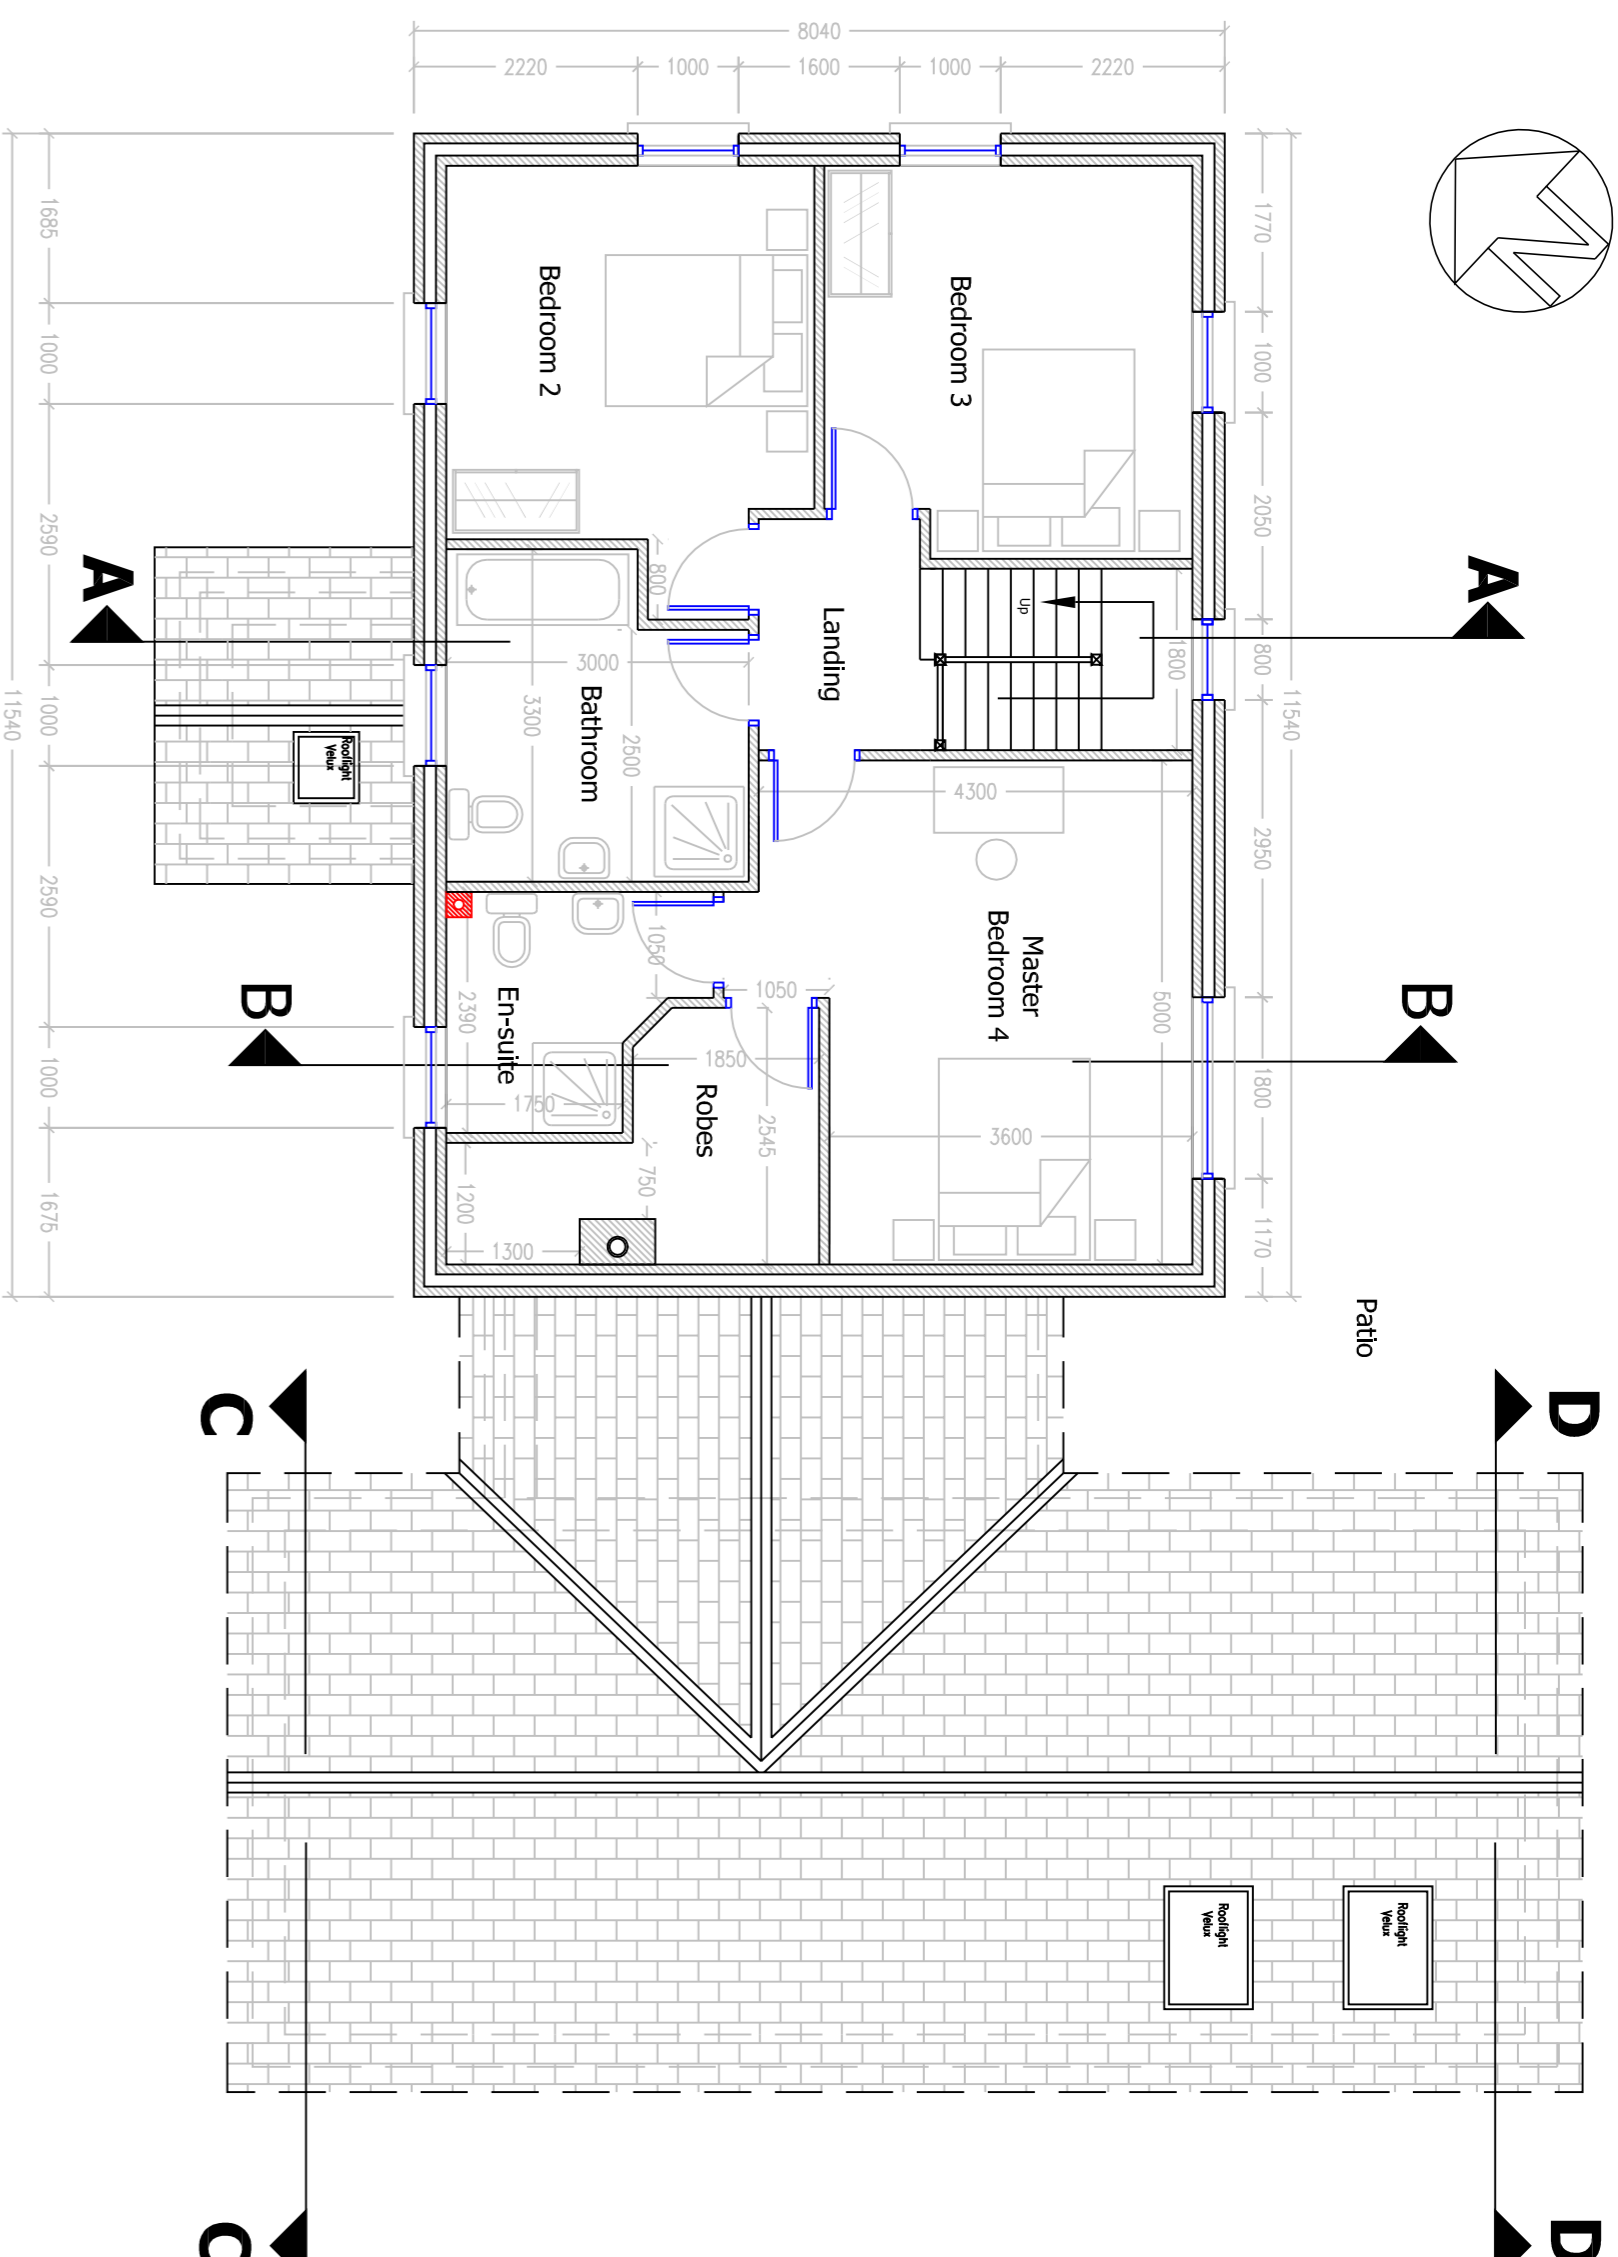 8040
2220
1000
1600
1000
2220
1770
1000
2050
800
2950
1800
1170
11540
1685
1000
2590
1000
2590
1000
1675
11540
A
A
B
B
C
C
D
D
Patio
Bedroom 2
Bedroom 3
Landing
Up
1800
800
3000
3300
2500
Bathroom
4300
Master
Bedroom 4
5000
3600
1050
1050
2390
En-suite
1750
1850
Robes
2545
750
1200
1300
Rooflight
Velux
Rooflight
Velux
Rooflight
Velux